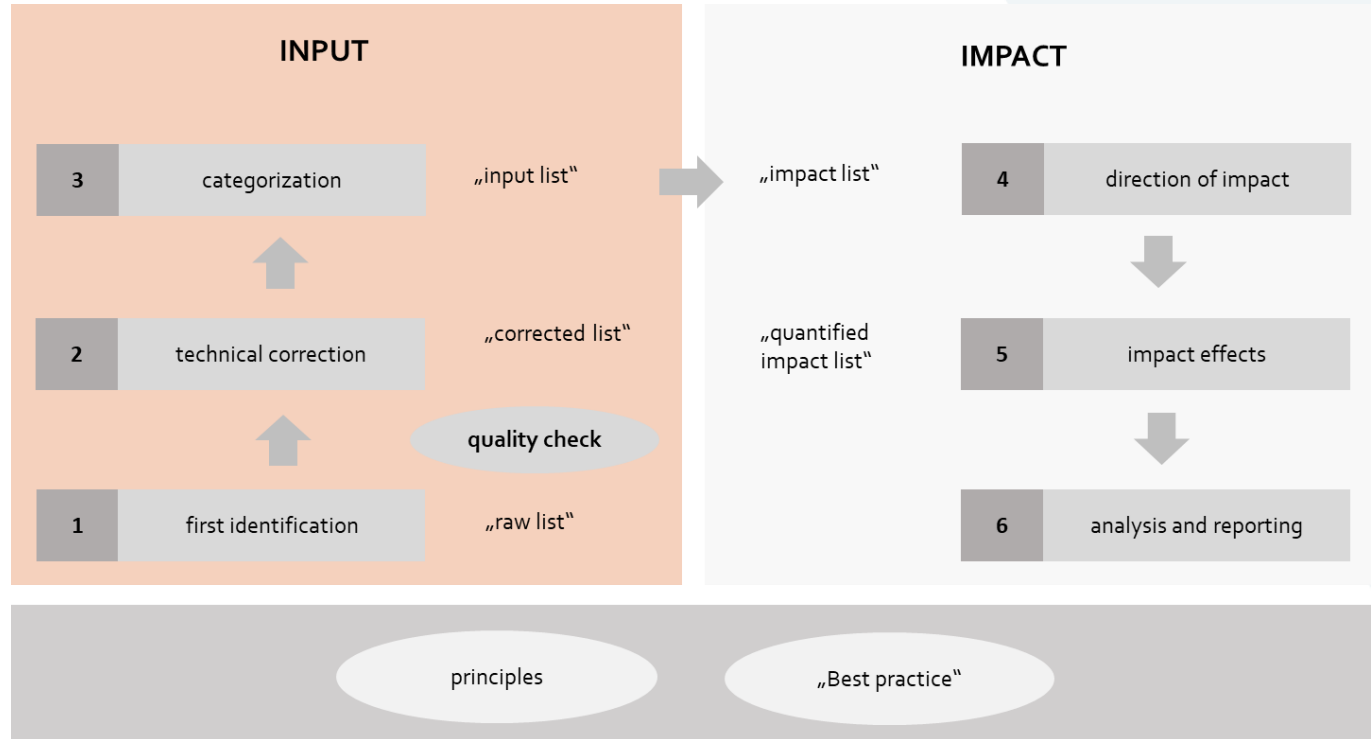 INPUT
3
categorization
„input list“
2
technical correction
„corrected list“
quality check
1
first identification
„raw list“
IMPACT
„impact list“
4
direction of impact
„quantified
impact list“
5
impact effects
6
analysis and reporting
principles
„Best practice“